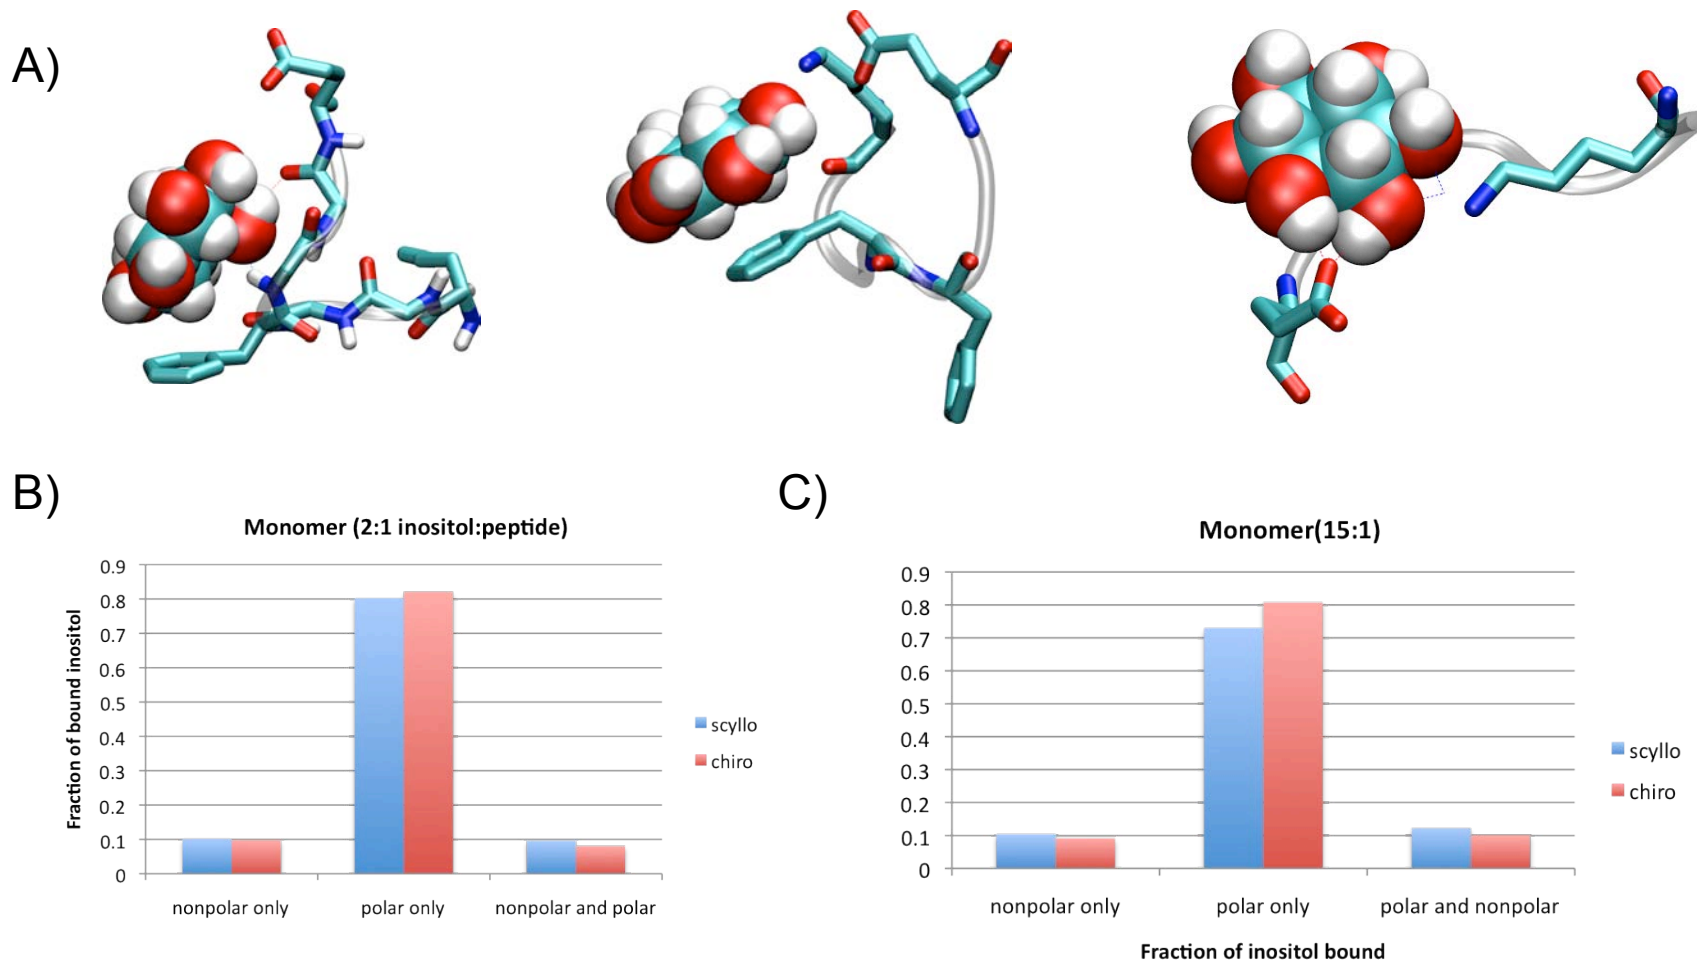 A)
B)
Monomer (2:1 inositol:peptide)
Fraction of bound inositol
0.9
0.8
0.7
0.6
0.5
0.4
0.3
0.2
0.1
0
nonpolar only polar only nonpolar and polar
scyllo
chiro
C)
Monomer(15:1)
0.9
0.8
0.7
0.6
0.5
0.4
0.3
0.2
0.1
0
nonpolar only polar only polar and nonpolar
Fraction of inositol bound
scyllo
chiro